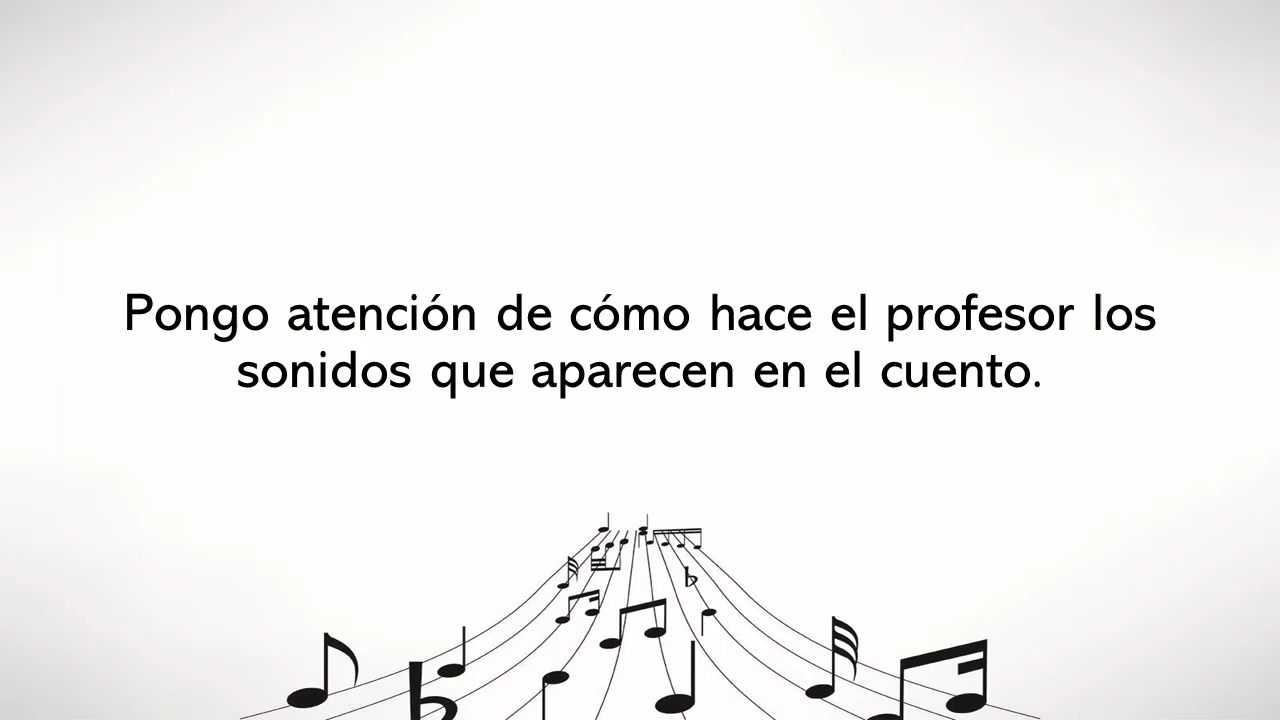 Pongo atención de cómo hace el profesor los
sonidos que aparecen en el cuento.